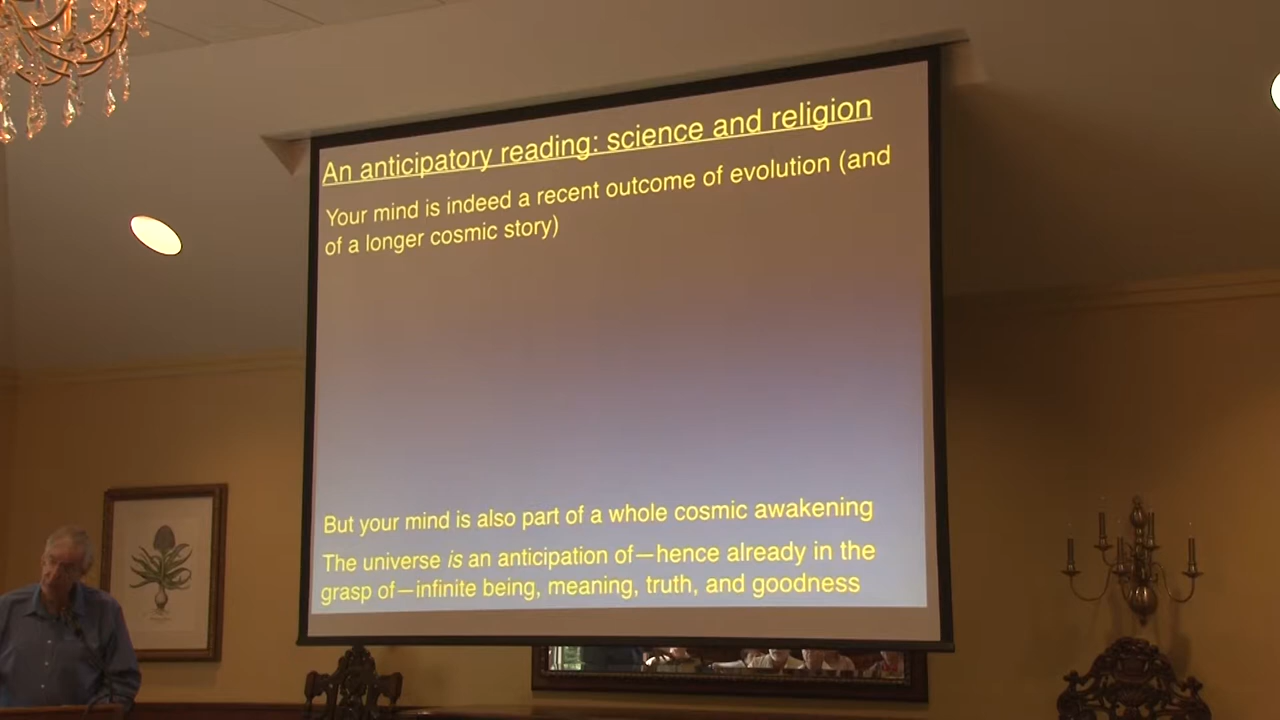 An anticipatory reading: science and religion
Your mind is indeed a recent outcome of evolution (and
of a longer cosmic story)
But your mind is also part of a whole cosmic awakening
The universe is an anticipation of—hence already in the
grasp of—infinite being, meaning, truth, and goodness